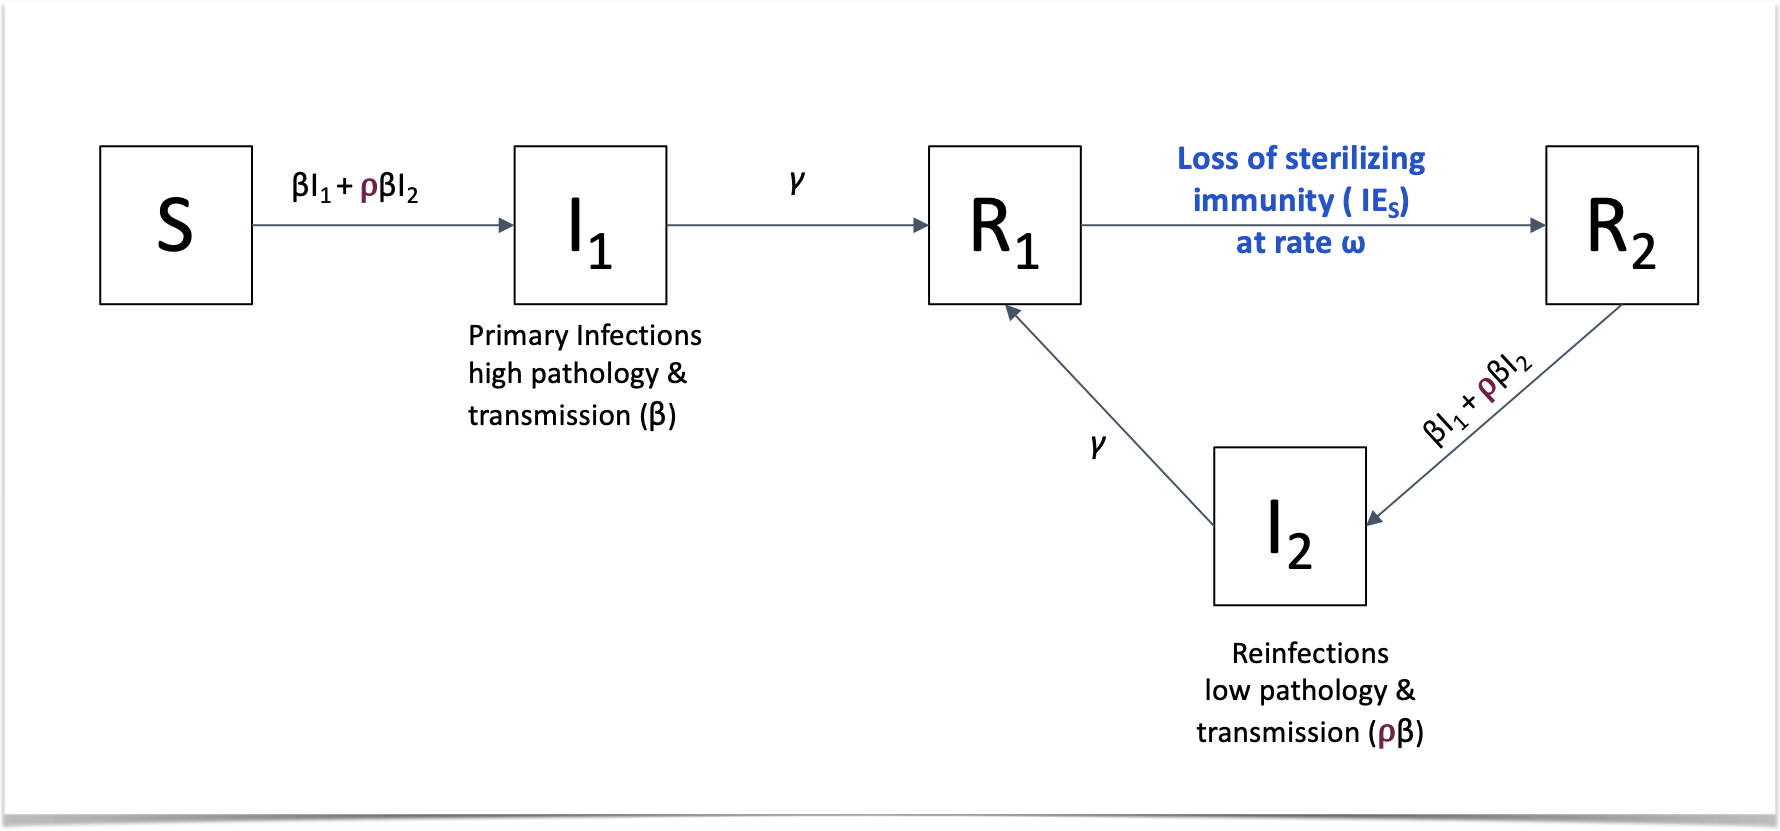 S
βI₁ + ρβI₂
I₁
γ
R₁
Loss of sterilizing
immunity ( IEₛ)
at rate ω
R₂
Primary Infections
high pathology &
transmission (β)
βI₁ + ρβI₂
γ
I₂
Reinfections
low pathology &
transmission (ρβ)